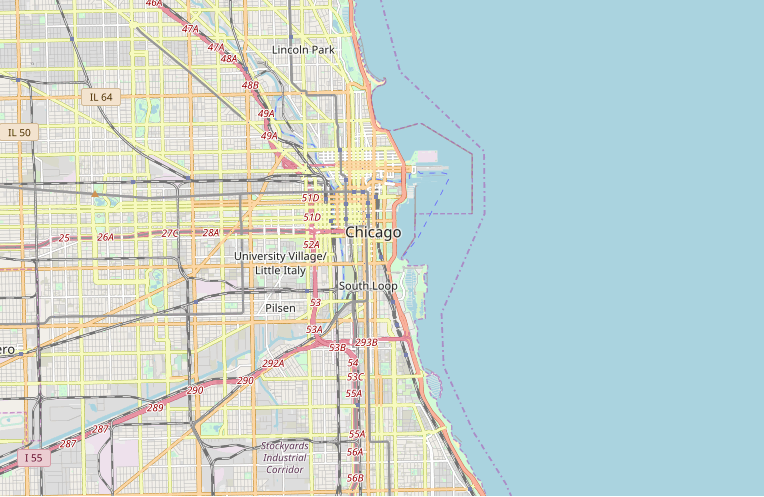 46A
47A
Lincoln Park
47A
48A
48B
IL 64
49A
IL 50
49A
51D
51D
Chicago
25
26A
27C
28A
52A
University Village/
Little Italy
South Loop
53
Pilsen
53A
53B
293B
292A
54
290
53C
290
55A
289
287
55A
287
Stockyards
Industrial
Corridor
56A
I 55
56B